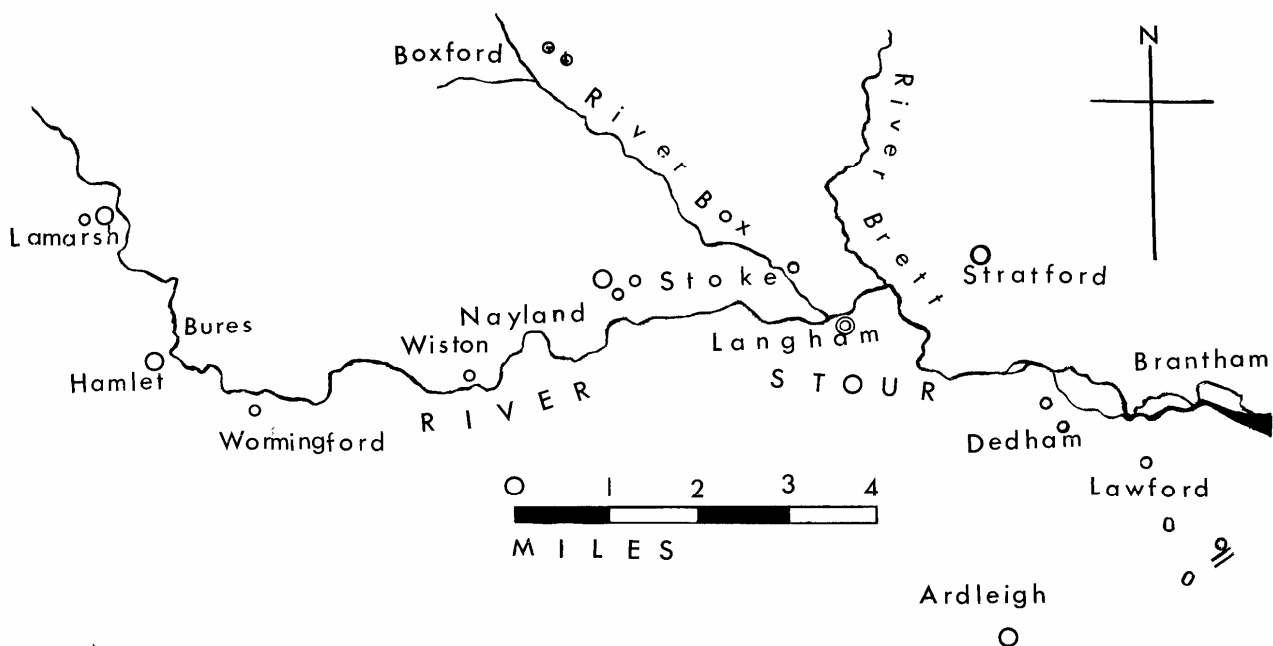 N
Boxford
River Box
River Brett
Lamarsh
Stratford
Stoke
Bures
Nayland
Langham
Wiston
Brantham
Hamlet
RIVER STOUR
Wormingford
Dedham
Lawford
0 1 2 3 4
MILES
Ardleigh